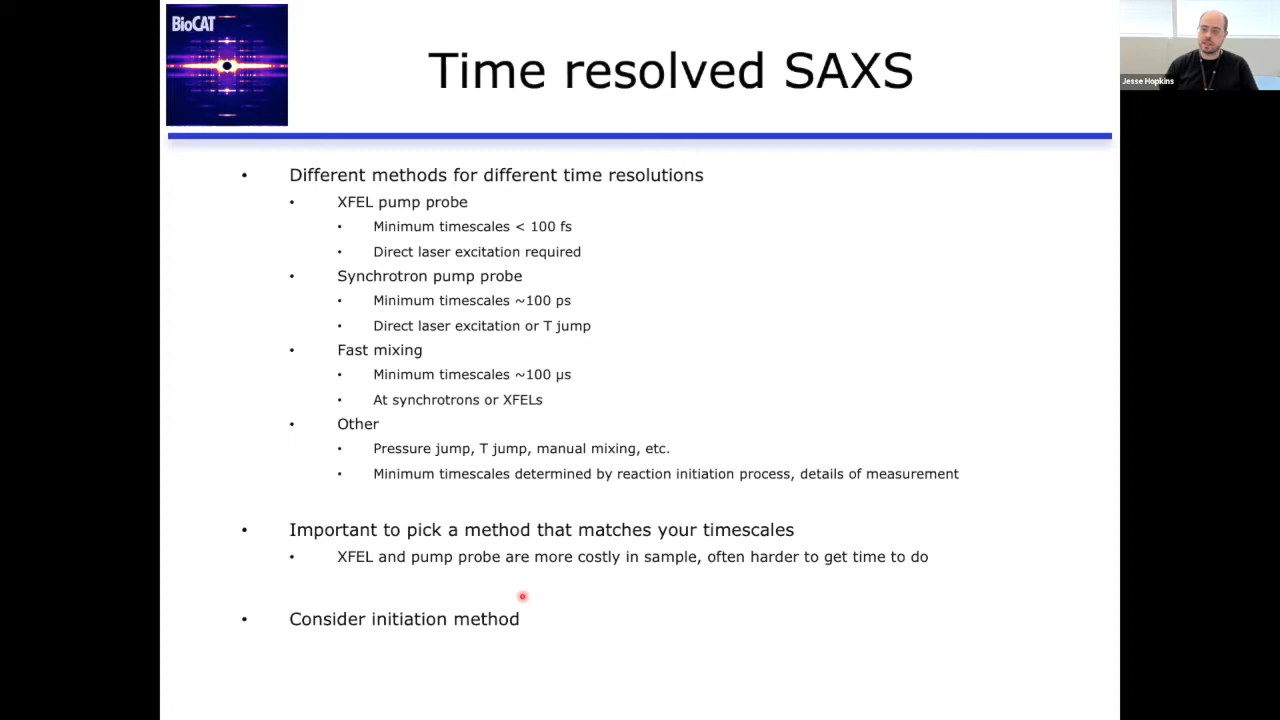 BioCAT
Time resolved SAXS
Jesse Hopkins
• Different methods for different time resolutions
• XFEL pump probe
• Minimum timescales < 100 fs
• Direct laser excitation required
• Synchrotron pump probe
• Minimum timescales ~100 ps
• Direct laser excitation or T jump
• Fast mixing
• Minimum timescales ~100 µs
• At synchrotrons or XFELs
• Other
• Pressure jump, T jump, manual mixing, etc.
• Minimum timescales determined by reaction initiation process, details of measurement
• Important to pick a method that matches your timescales
• XFEL and pump probe are more costly in sample, often harder to get time to do
• Consider initiation method